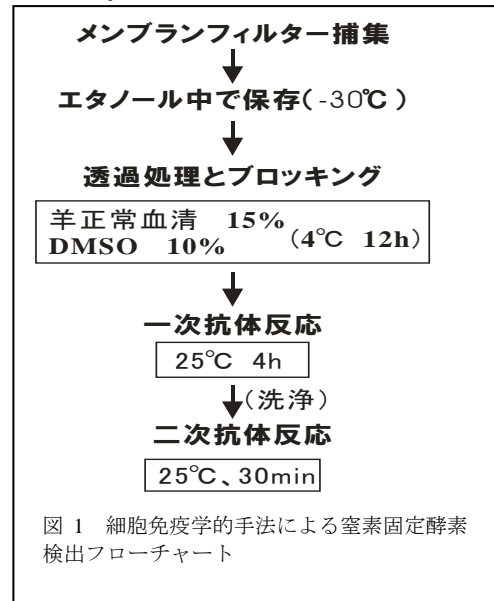 メンブランフィルター捕集
エタノール中で保存(-30℃)
透過処理とブロッキング
羊正常血清 15%
DMSO 10% (4℃ 12h)
一次抗体反応
25℃ 4h
(洗浄)
二次抗体反応
25℃、30min
図 1 細胞免疫学的手法による窒素固定酵素
検出フローチャート